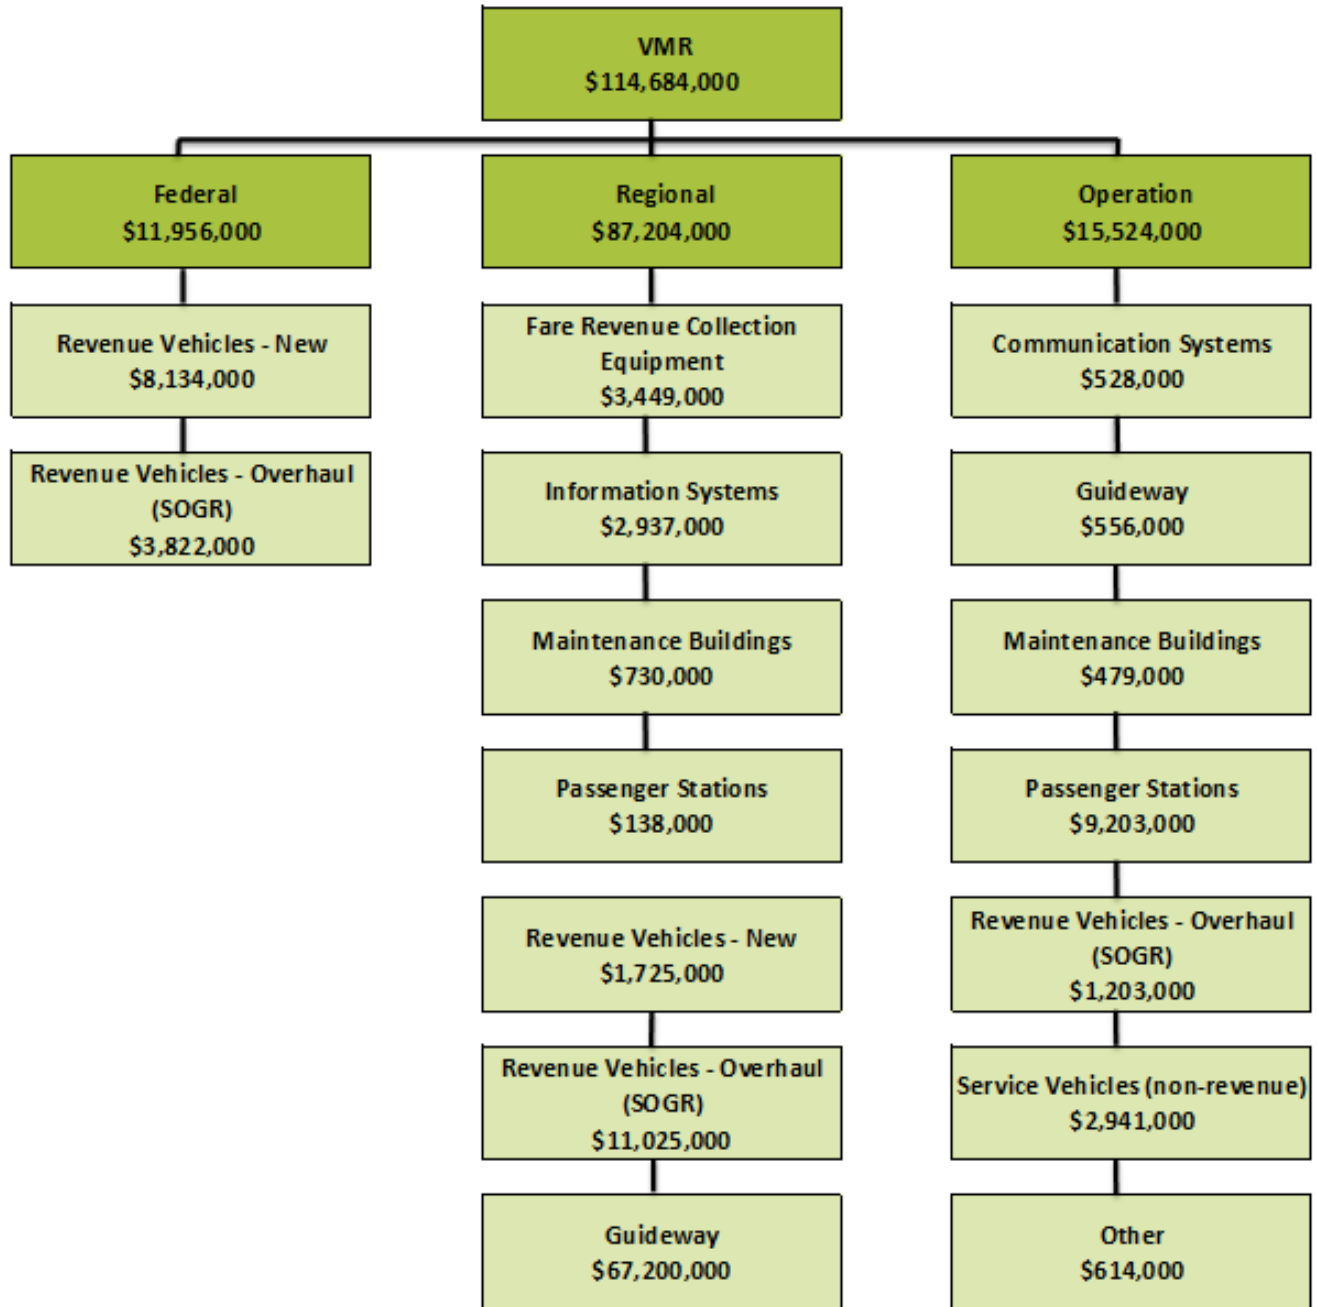 VMR
$114,684,000
Federal
$11,956,000
Regional
$87,204,000
Operation
$15,524,000
Revenue Vehicles - New
$8,134,000
Revenue Vehicles - Overhaul
(SOGR)
$3,822,000
Fare Revenue Collection
Equipment
$3,449,000
Information Systems
$2,937,000
Maintenance Buildings
$730,000
Passenger Stations
$138,000
Revenue Vehicles - New
$1,725,000
Revenue Vehicles - Overhaul
(SOGR)
$11,025,000
Guideway
$67,200,000
Communication Systems
$528,000
Guideway
$556,000
Maintenance Buildings
$479,000
Passenger Stations
$9,203,000
Revenue Vehicles - Overhaul
(SOGR)
$1,203,000
Service Vehicles (non-revenue)
$2,941,000
Other
$614,000